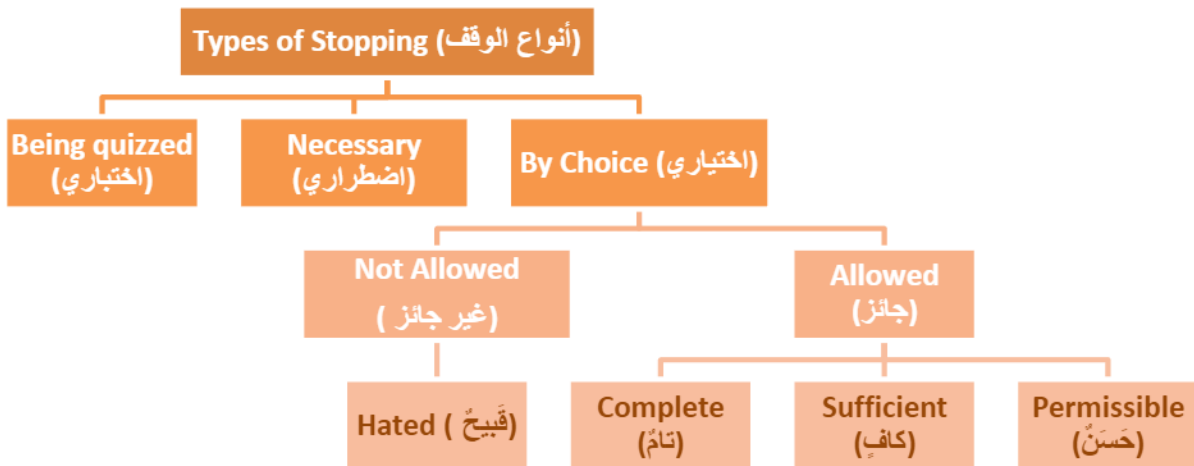 Types of Stopping (أنواع الوقف)
Being quizzed
(اختباري)
Necessary
(اضطراري)
By Choice (اختياري)
Not Allowed
(غير جائز )
Allowed
(جائز)
Hated ( قَبيحٌ)
Complete
(تامٌ)
Sufficient
(كافٍ)
Permissible
(حَسَنٌ)